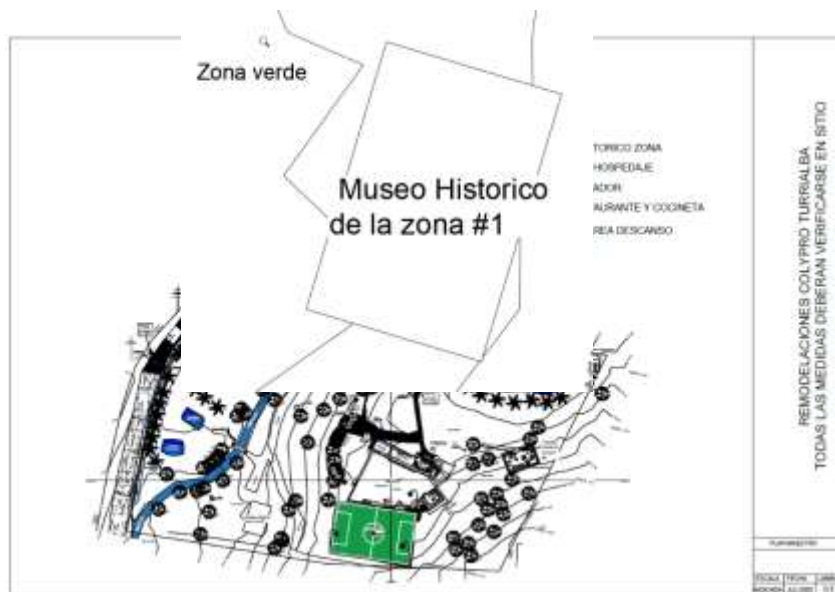 Zona verde
Museo Historico
de la zona #1
TORICO ZONA
HOSPEDAJE
ADOR
AURANTE Y COCINETA
REA DESCANSO
REMODELACIONES COLYPRO TURRIALBA
TODAS LAS MEDIDAS DEBERAN VERIFICARSE EN SITIO